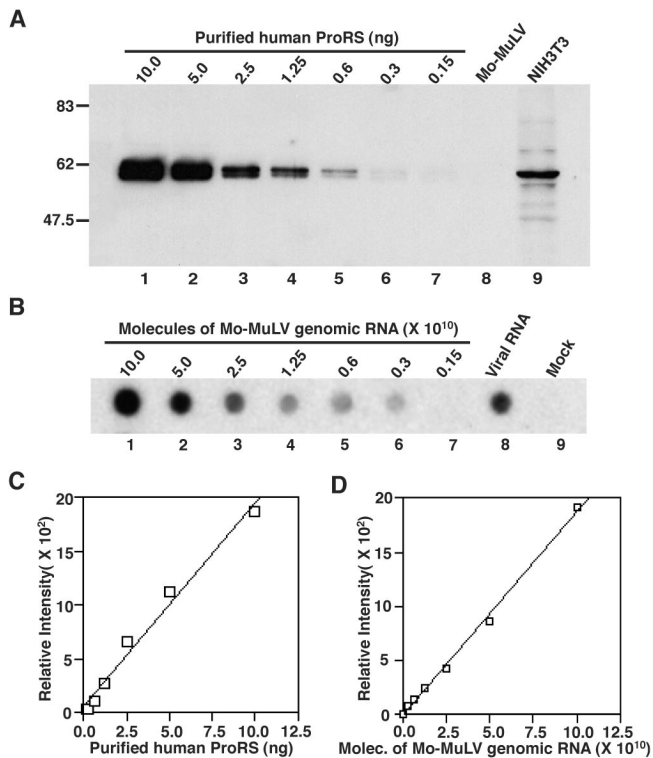 A
Purified human ProRS (ng)
10.0 5.0 2.5 1.25 0.6 0.3 0.15 Mo-MuLV NIH3T3
83
62
47.5
1 2 3 4 5 6 7 8 9
B
Molecules of Mo-MuLV genomic RNA (X 10¹⁰)
10.0 5.0 2.5 1.25 0.6 0.3 0.15 Viral RNA Mock
1 2 3 4 5 6 7 8 9
C
Relative Intensity( X 10²)
20
15
10
5
0
0.0 2.5 5.0 7.5 10.0 12.5
Purified human ProRS (ng)
D
Relative Intensity( X 10²)
20
15
10
5
0
0.0 2.5 5.0 7.5 10.0 12.5
Molec. of Mo-MuLV genomic RNA (X 10¹⁰)